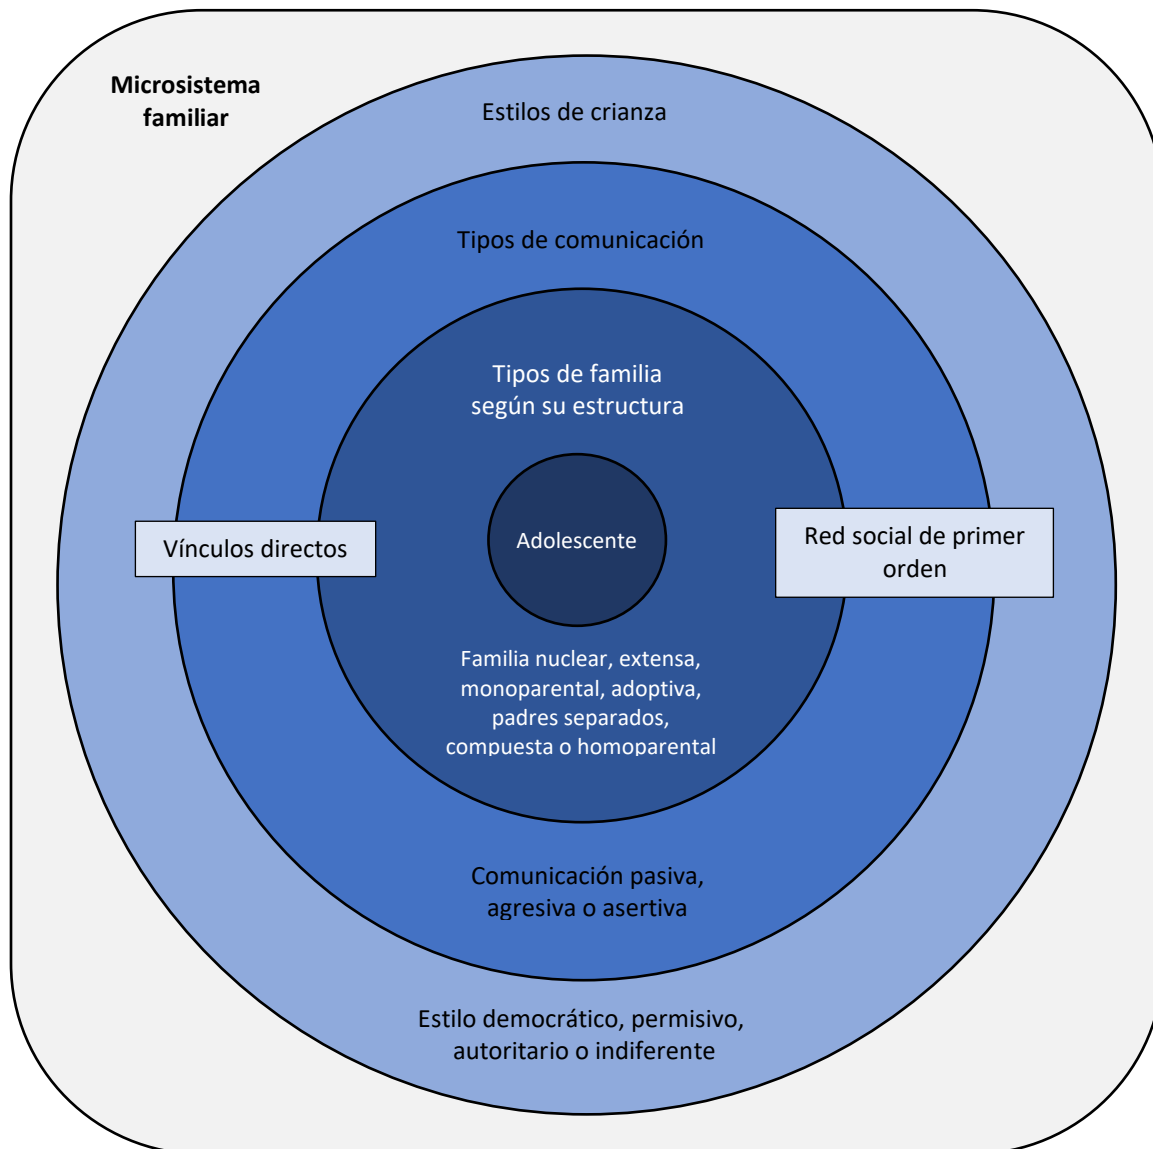 Microsistema
familiar
Estilos de crianza
Tipos de comunicación
Tipos de familia
según su estructura
Vínculos directos
Adolescente
Red social de primer
orden
Familia nuclear, extensa,
monoparental, adoptiva,
padres separados,
compuesta o homoparental
Comunicación pasiva,
agresiva o asertiva
Estilo democrático, permisivo,
autoritario o indiferente